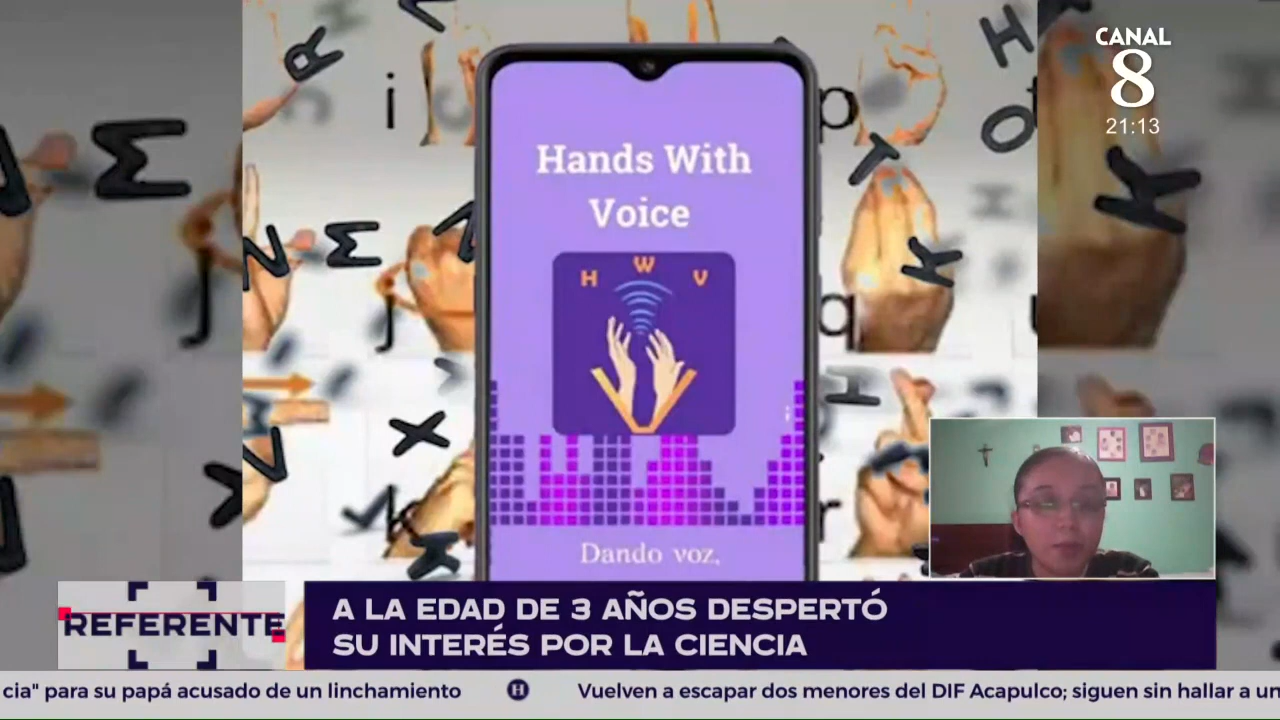 CANAL
8
21:13
Hands With
Voice
H W V
Dando voz,
REFERENTE
A LA EDAD DE 3 AÑOS DESPERTÓ
SU INTERÉS POR LA CIENCIA
cia" para su papá acusado de un linchamiento
H
Vuelven a escapar dos menores del DIF Acapulco; siguen sin hallar a un